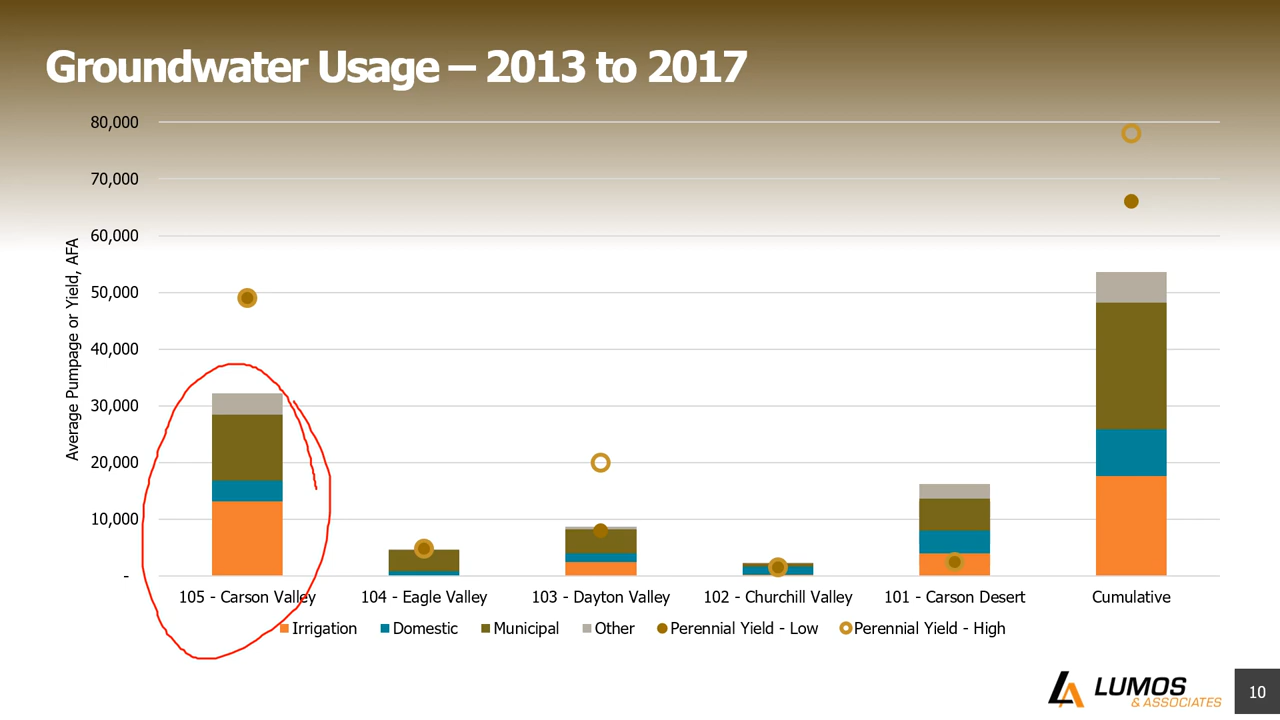 Groundwater Usage – 2013 to 2017
80,000
70,000
60,000
50,000
40,000
30,000
20,000
10,000
-
Average Pumpage or Yield, AFA
105 - Carson Valley
104 - Eagle Valley
103 - Dayton Valley
102 - Churchill Valley
101 - Carson Desert
Cumulative
Irrigation Domestic Municipal Other Perennial Yield - Low Perennial Yield - High
LUMOS
& ASSOCIATES
10